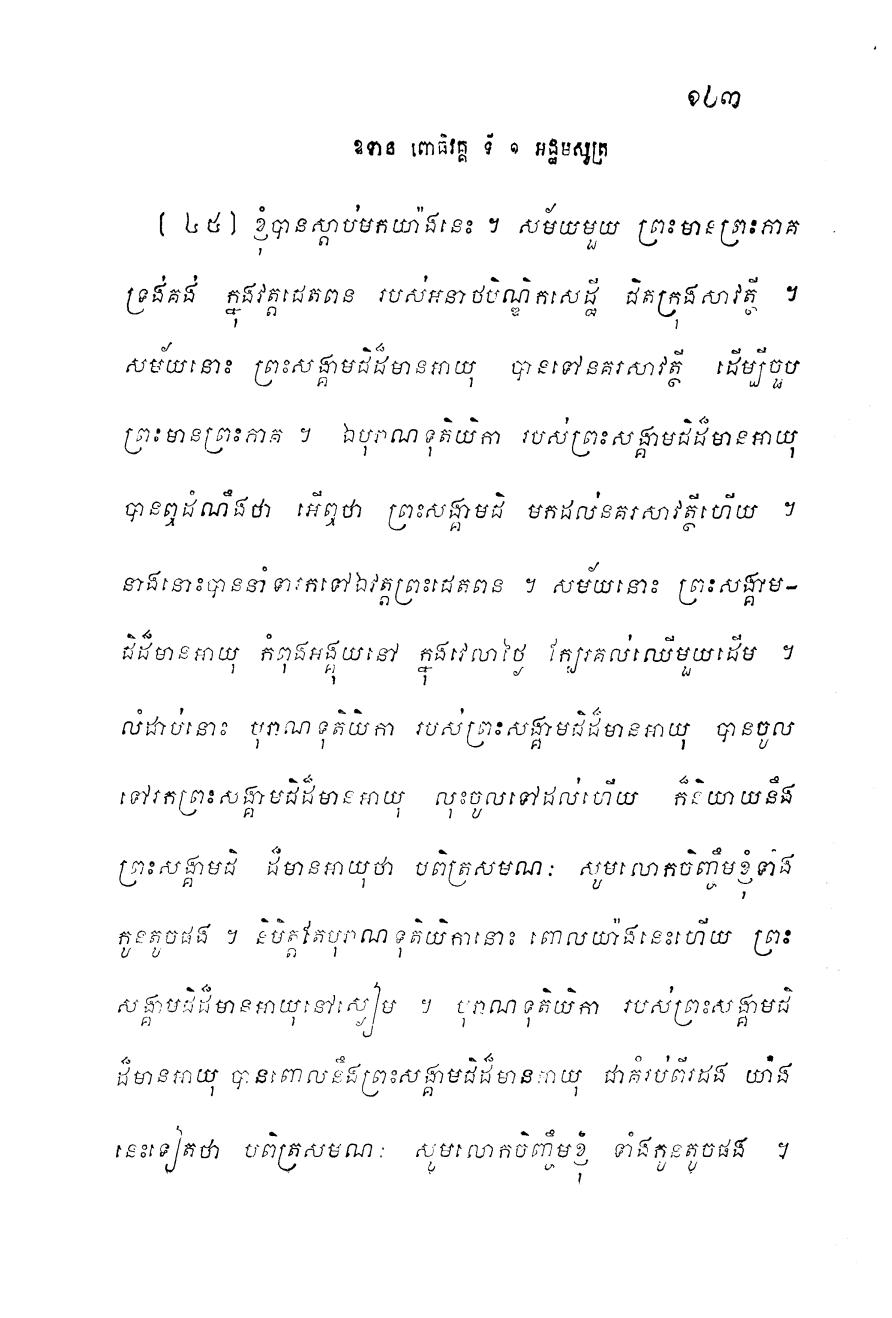 ១៨៣
ឧទាន ពោធិវគ្គ ទី ១ អដ្ឋមសូត្រ
[ ៤៥ ] ខ្ញុំបានស្តាប់មកយ៉ាងនេះ ។ សម័យមួយ ព្រះមានព្រះភាគ
ទ្រង់គង់ ក្នុងវត្តជេតពន របស់អនាថបិណ្ឌិកសេដ្ឋី ជិតក្រុងសាវត្ថី ។
សម័យនោះ ព្រះសង្គាមជិដ៏មានអាយុ បានទៅនគរសាវត្ថី ដើម្បីចួប
ព្រះមានព្រះភាគ ។ ឯបុរាណទុតិយិកា របស់ព្រះសង្គាមជិដ៏មានអាយុ
បានឮដំណឹងថា អើឮថា ព្រះសង្គាមជិ មកដល់នគរសាវត្ថីហើយ ។
នាងនោះបាននាំទារកទៅឯវត្តព្រះជេតពន ។ សម័យនោះ ព្រះសង្គាម-
ជិដ៏មានអាយុ កំពុងអង្គុយនៅ ក្នុងវេលាថ្ងៃ ក្បែរគល់ឈើមួយដើម ។
លំដាប់នោះ បុរាណទុតិយិកា របស់ព្រះសង្គាមជិដ៏មានអាយុ បានចូល
ទៅរកព្រះសង្គាមជិដ៏មានអាយុ លុះចូលទៅដល់ហើយ ក៏និយាយនឹង
ព្រះសង្គាមជិ ដ៏មានអាយុថា បពិត្រសមណៈ សូមលោកចិញ្ចឹមខ្ញុំទាំង
កូនតូចផង ។ និមិត្តតែបុរាណទុតិយិកានោះ ពោលយ៉ាងនេះហើយ ព្រះ
សង្គាមជិដ៏មានអាយុនៅស្ងៀម ។ បុរាណទុតិយិកា របស់ព្រះសង្គាមជិ
ដ៏មានអាយុ បានពោលនឹងព្រះសង្គាមជិដ៏មានអាយុ ជាគំរប់ពីរដង យ៉ាង
នេះទៀតថា បពិត្រសមណៈ សូមលោកចិញ្ចឹមខ្ញុំ ទាំងកូនតូចផង ។